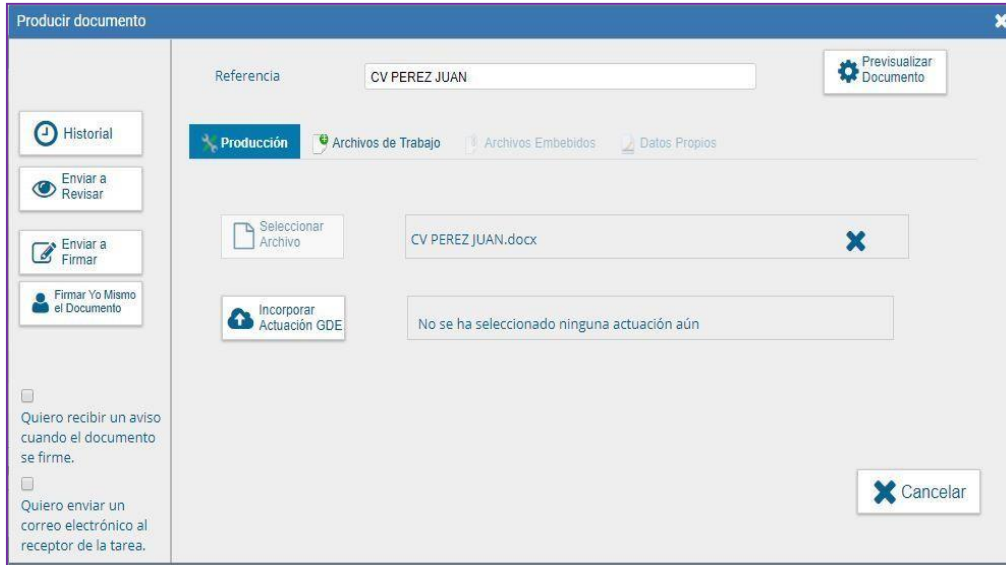 Producir documento
Referencia
CV PEREZ JUAN
Previsualizar
Documento
Historial
Enviar a
Revisar
Enviar a
Firmar
Firmar Yo Mismo
el Documento
Quiero recibir un aviso
cuando el documento
se firme.
Quiero enviar un
correo electrónico al
receptor de la tarea.
Producción
Archivos de Trabajo
Archivos Embebidos
Datos Propios
Seleccionar
Archivo
CV PEREZ JUAN.docx
Incorporar
Actuación GDE
No se ha seleccionado ninguna actuación aún
Cancelar